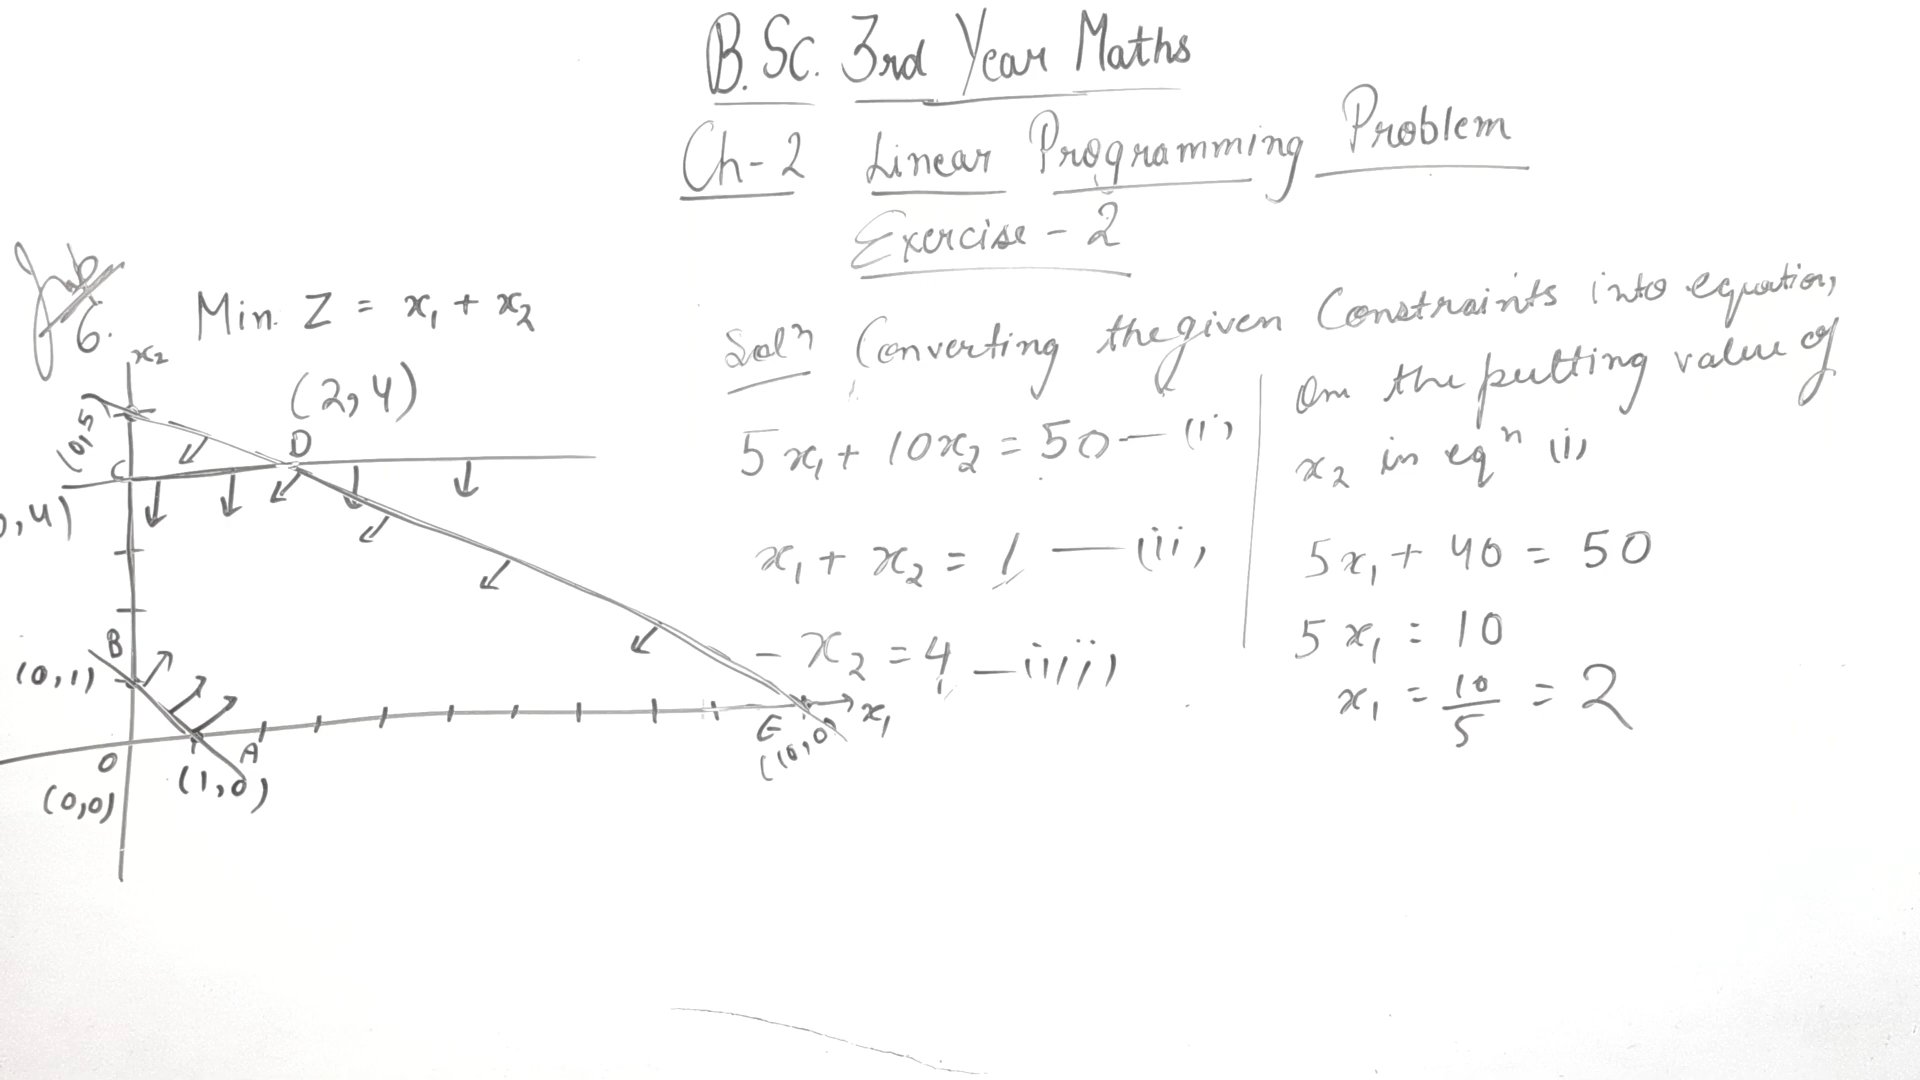 B.Sc. 3rd Year Maths
Ch-2 Linear Programming Problem
Exercise - 2
6. Min. Z = x₁ + x₂
x₂
(2,4)
(0,5)
D
C
,4)
B
(0,1)
A
(1,0)
O
(0,0)
E
(10,0)
x₁
Solⁿ Converting the given Constraints into equation,
5x₁ + 10x₂ = 50 — (i)
x₁ + x₂ = 1 — (ii)
- x₂ = 4 — (iii)
on the putting value of
x₂ in eqⁿ (i)
5x₁ + 40 = 50
5x₁ = 10
x₁ = 10/5 = 2